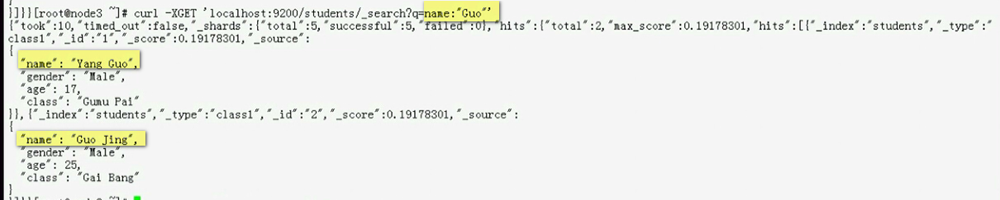 }]}}[root@node3 ~]# curl -XGET 'localhost:9200/students/_search?q=name:"Guo"'
{"took":10,"timed_out":false,"_shards":{"total":5,"successful":5,"failed":0},"hits":{"total":2,"max_score":0.19178301,"hits":[{"_index":"students","_type":"
class1","_id":"1","_score":0.19178301,"_source":
{
"name": "Yang Guo",
"gender": "Male",
"age": 17,
"class": "Gumu Pai"
}},{"_index":"students","_type":"class1","_id":"2","_score":0.19178301,"_source":
{
"name": "Guo Jing",
"gender": "Male",
"age": 25,
"class": "Gai Bang"
}
}]}}[root@node3 ~]#